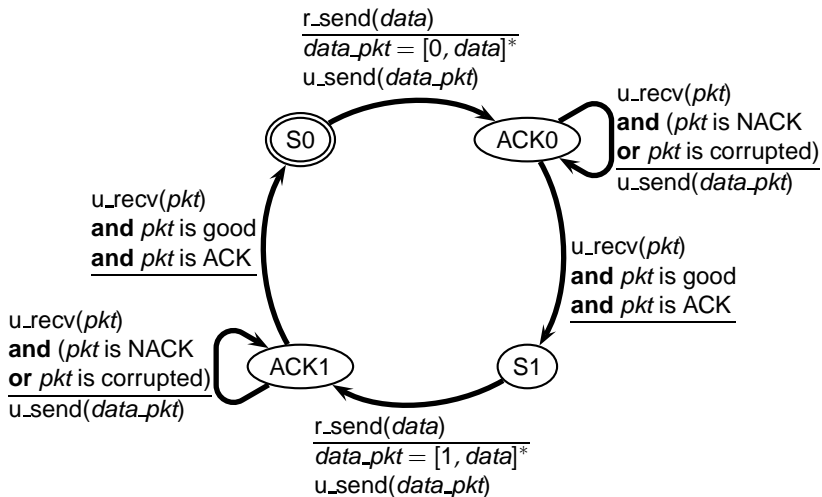 r_send(data)
data_pkt = [0, data]*
u_send(data_pkt)
S0
ACK0
u_recv(pkt)
and (pkt is NACK
or pkt is corrupted)
u_send(data_pkt)
u_recv(pkt)
and pkt is good
and pkt is ACK
u_recv(pkt)
and pkt is good
and pkt is ACK
u_recv(pkt)
and (pkt is NACK
or pkt is corrupted)
u_send(data_pkt)
ACK1
S1
r_send(data)
data_pkt = [1, data]*
u_send(data_pkt)